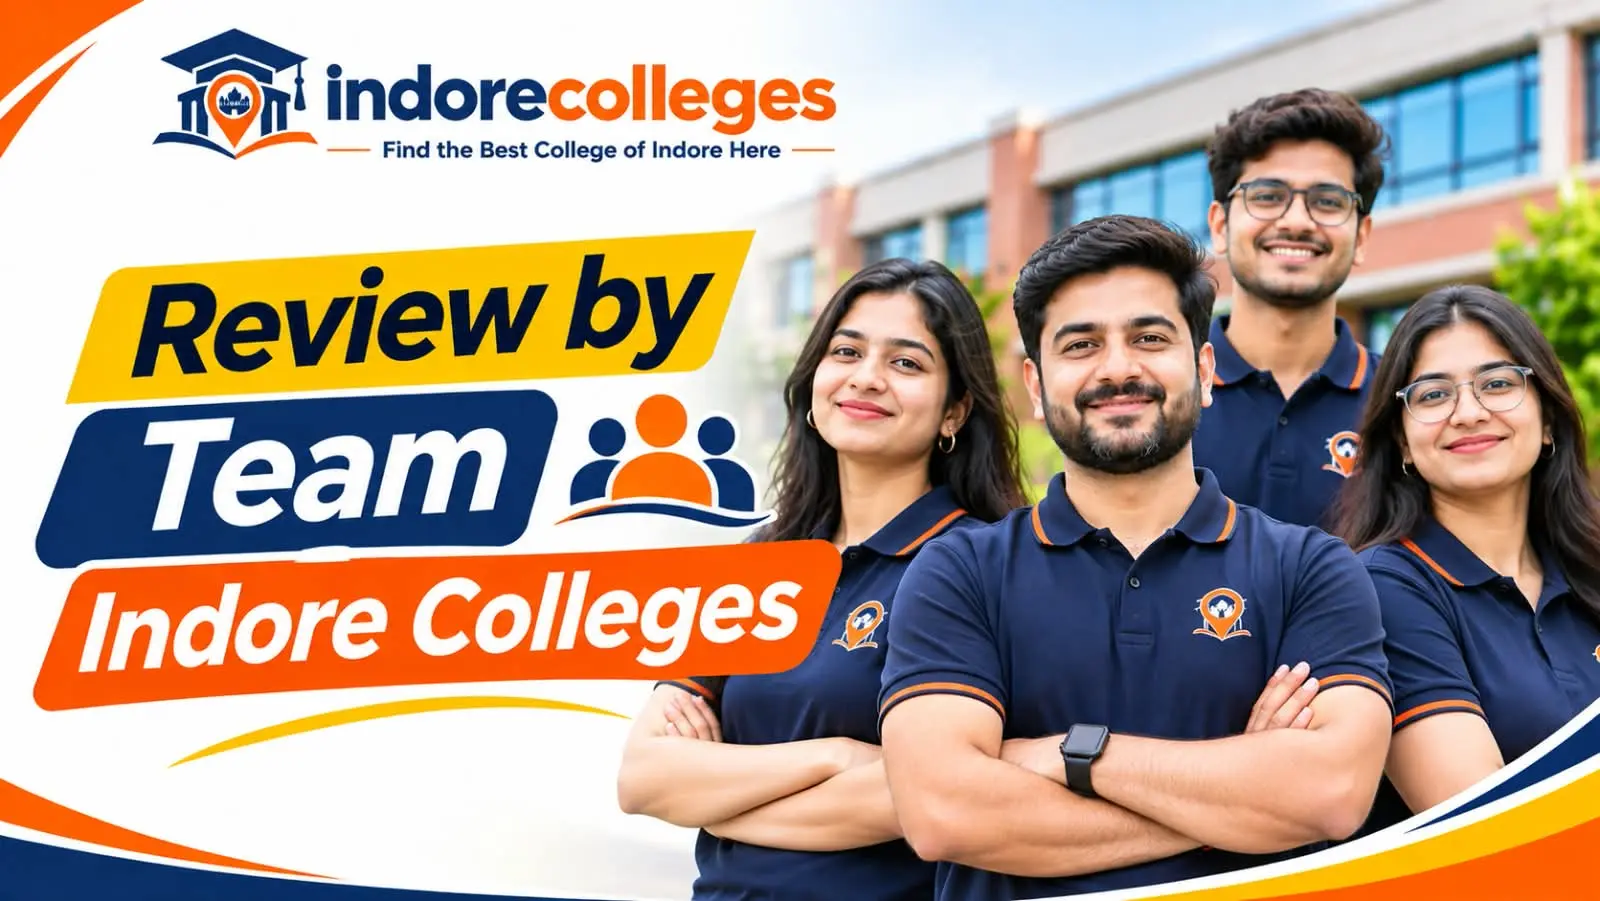 indorecolleges
Find the Best College of Indore Here
Review by
Team
Indore Colleges